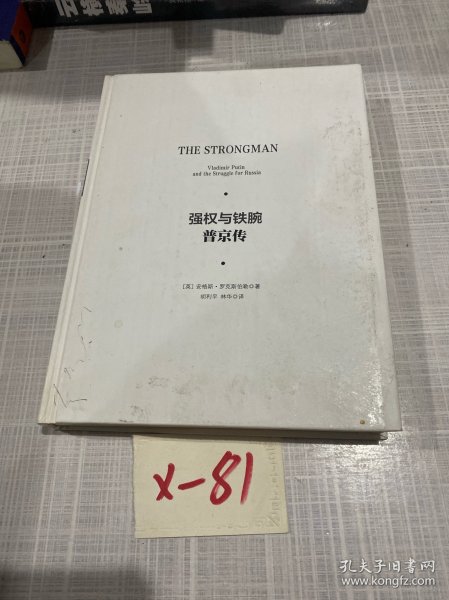 THE STRONGMAN
Vladimir Putin
and the Struggle for Russia
强权与铁腕
普京传
[英] 安格斯·罗克斯伯勒◎著
胡利平 林华◎译
X-81
孔夫子旧书网
www.kongfz.com